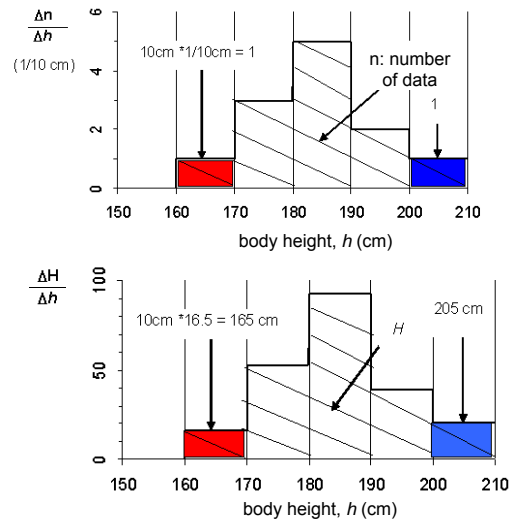 Δn
Δh
(1/10 cm)
6
4
2
0
10cm *1/10cm = 1
n: number
of data
1
150 160 170 180 190 200 210
body height, h (cm)
ΔH
Δh
100
50
0
10cm *16.5 = 165 cm
H
205 cm
150 160 170 180 190 200 210
body height, h (cm)